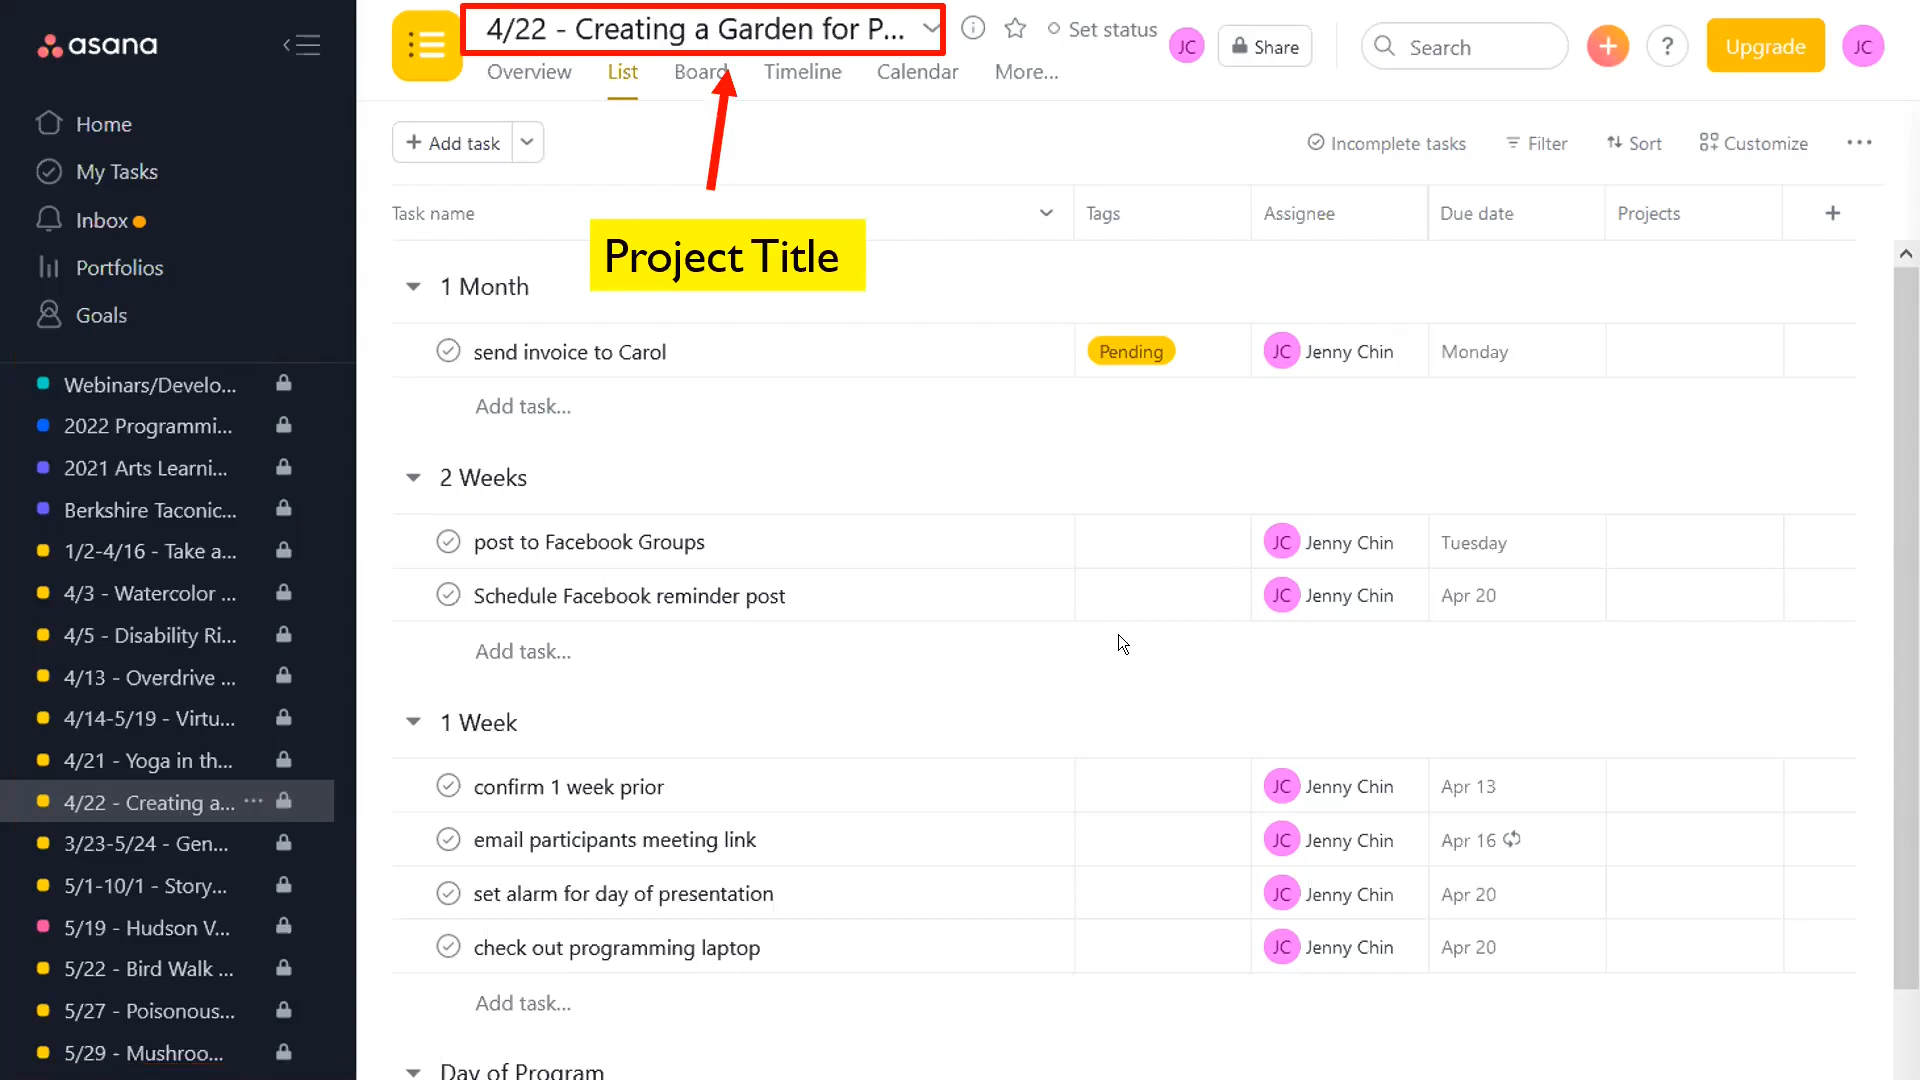 asana
Home
My Tasks
Inbox
Portfolios
Goals
Webinars/Develo...
2022 Programmi...
2021 Arts Learni...
Berkshire Taconic...
1/2-4/16 - Take a...
4/3 - Watercolor ...
4/5 - Disability Ri...
4/13 - Overdrive ...
4/14-5/19 - Virtu...
4/21 - Yoga in th...
4/22 - Creating a... ...
3/23-5/24 - Gen...
5/1-10/1 - Story...
5/19 - Hudson V...
5/22 - Bird Walk ...
5/27 - Poisonous...
5/29 - Mushroo...
4/22 - Creating a Garden for P...
Set status
JC
Share
Search
+
?
Upgrade
JC
Overview List Board Timeline Calendar More...
+ Add task
Incomplete tasks Filter Sort Customize ...
Task name Tags Assignee Due date Projects +
Project Title
1 Month
send invoice to Carol Pending JC Jenny Chin Monday
Add task...
2 Weeks
post to Facebook Groups JC Jenny Chin Tuesday
Schedule Facebook reminder post JC Jenny Chin Apr 20
Add task...
1 Week
confirm 1 week prior JC Jenny Chin Apr 13
email participants meeting link JC Jenny Chin Apr 16
set alarm for day of presentation JC Jenny Chin Apr 20
check out programming laptop JC Jenny Chin Apr 20
Add task...
Day of Program